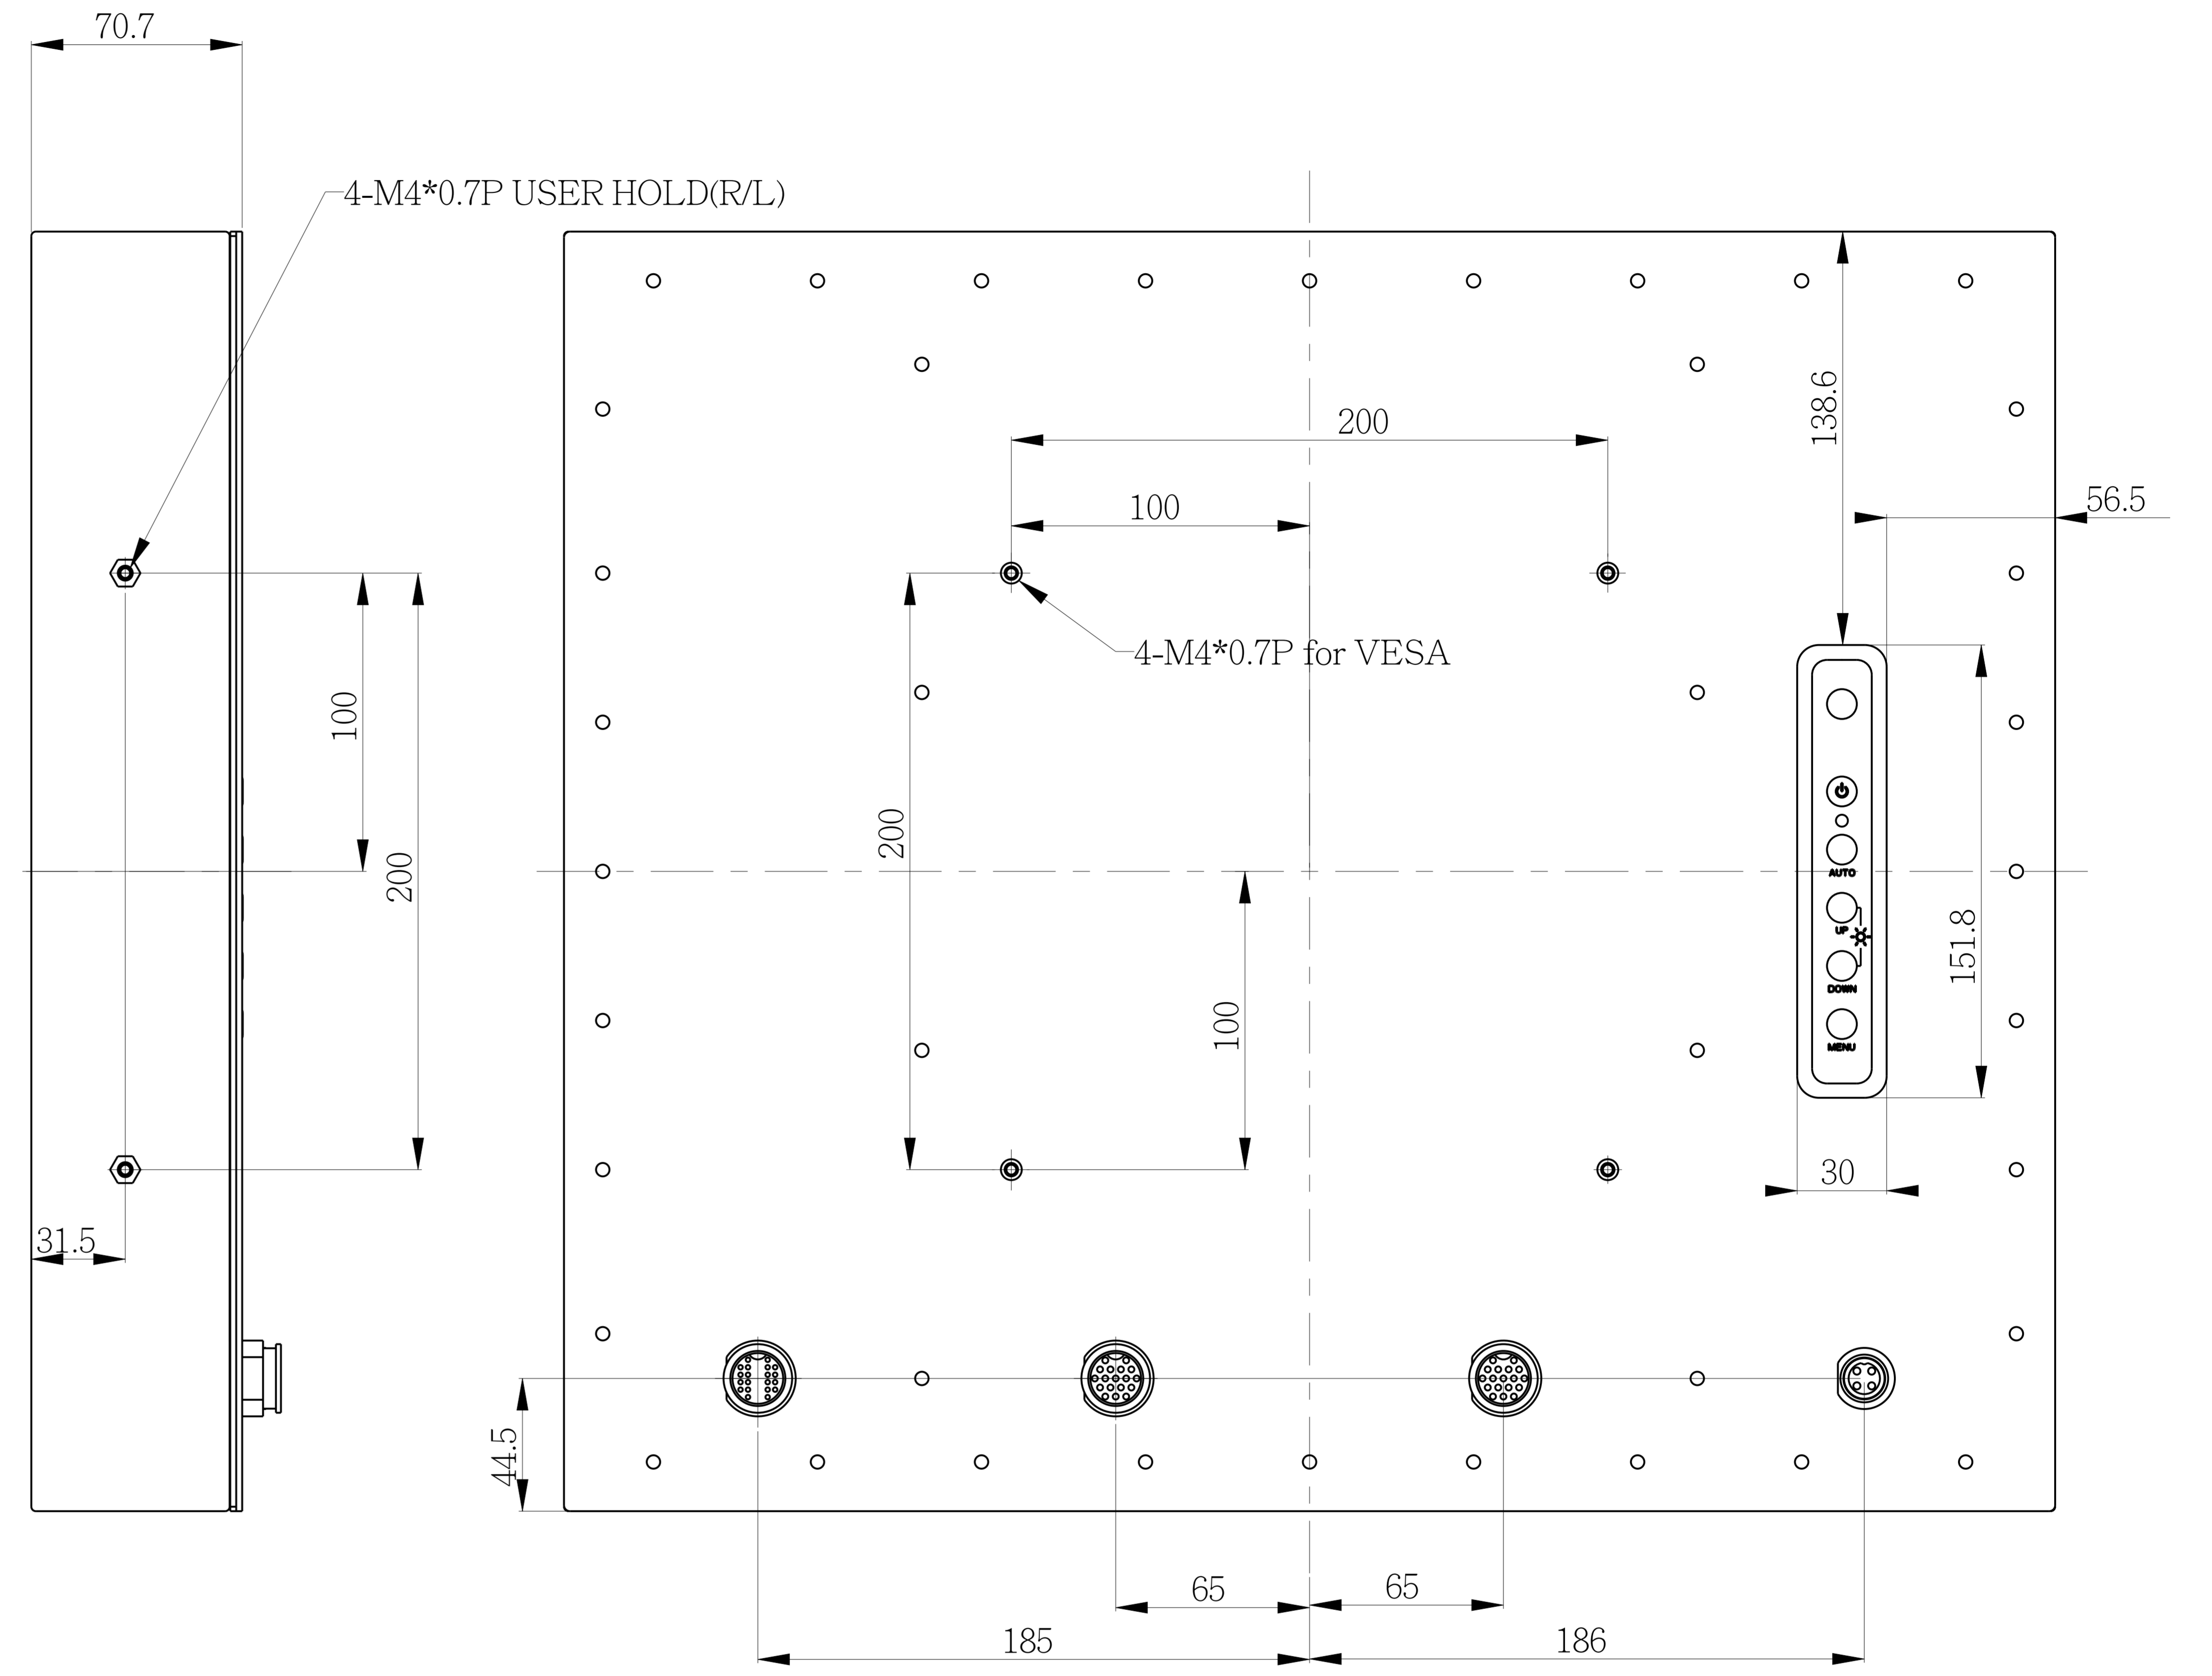 70.7
4-M4*0.7P USER HOLD(R/L)
138.6
200
100
56.5
4-M4*0.7P for VESA
100
200
200
AUTO
UP
DOWN
MENU
151.8
100
30
31.5
44.5
65
65
185
186